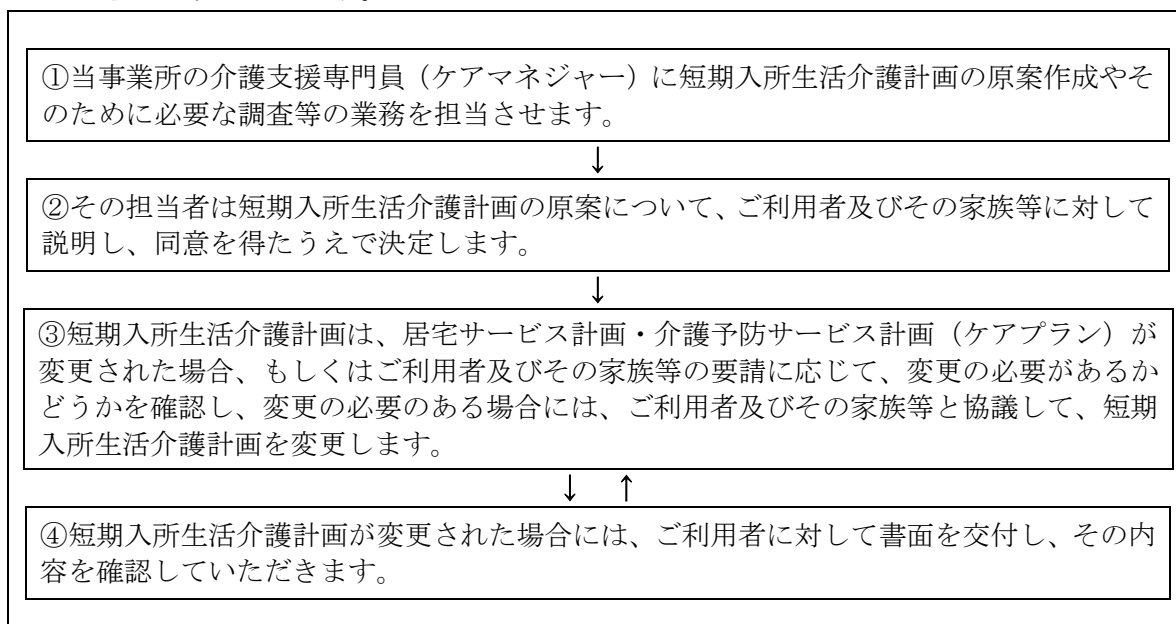 ①当事業所の介護支援専門員（ケアマネジャー）に短期入所生活介護計画の原案作成やそ
のために必要な調査等の業務を担当させます。
↓
②その担当者は短期入所生活介護計画の原案について、ご利用者及びその家族等に対して
説明し、同意を得たうえで決定します。
↓
③短期入所生活介護計画は、居宅サービス計画・介護予防サービス計画（ケアプラン）が
変更された場合、もしくはご利用者及びその家族等の要請に応じて、変更の必要があるか
どうかを確認し、変更の必要のある場合には、ご利用者及びその家族等と協議して、短期
入所生活介護計画を変更します。
↓ ↑
④短期入所生活介護計画が変更された場合には、ご利用者に対して書面を交付し、その内
容を確認していただきます。